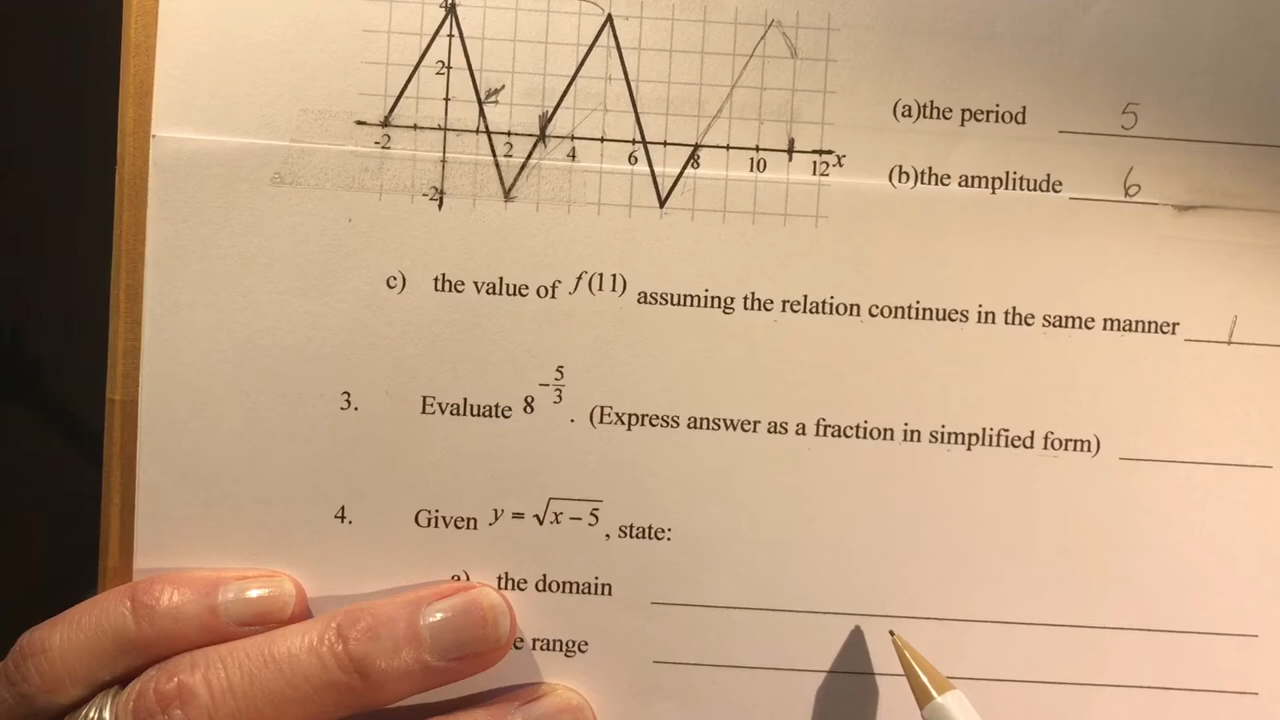 4
2
-2 2 4 6 8 10 12 x
-2
(a)the period 5
(b)the amplitude 6
c) the value of f(11) assuming the relation continues in the same manner 1
3. Evaluate 8^{-5/3}. (Express answer as a fraction in simplified form)
4. Given y = √x – 5, state:
a) the domain
e range